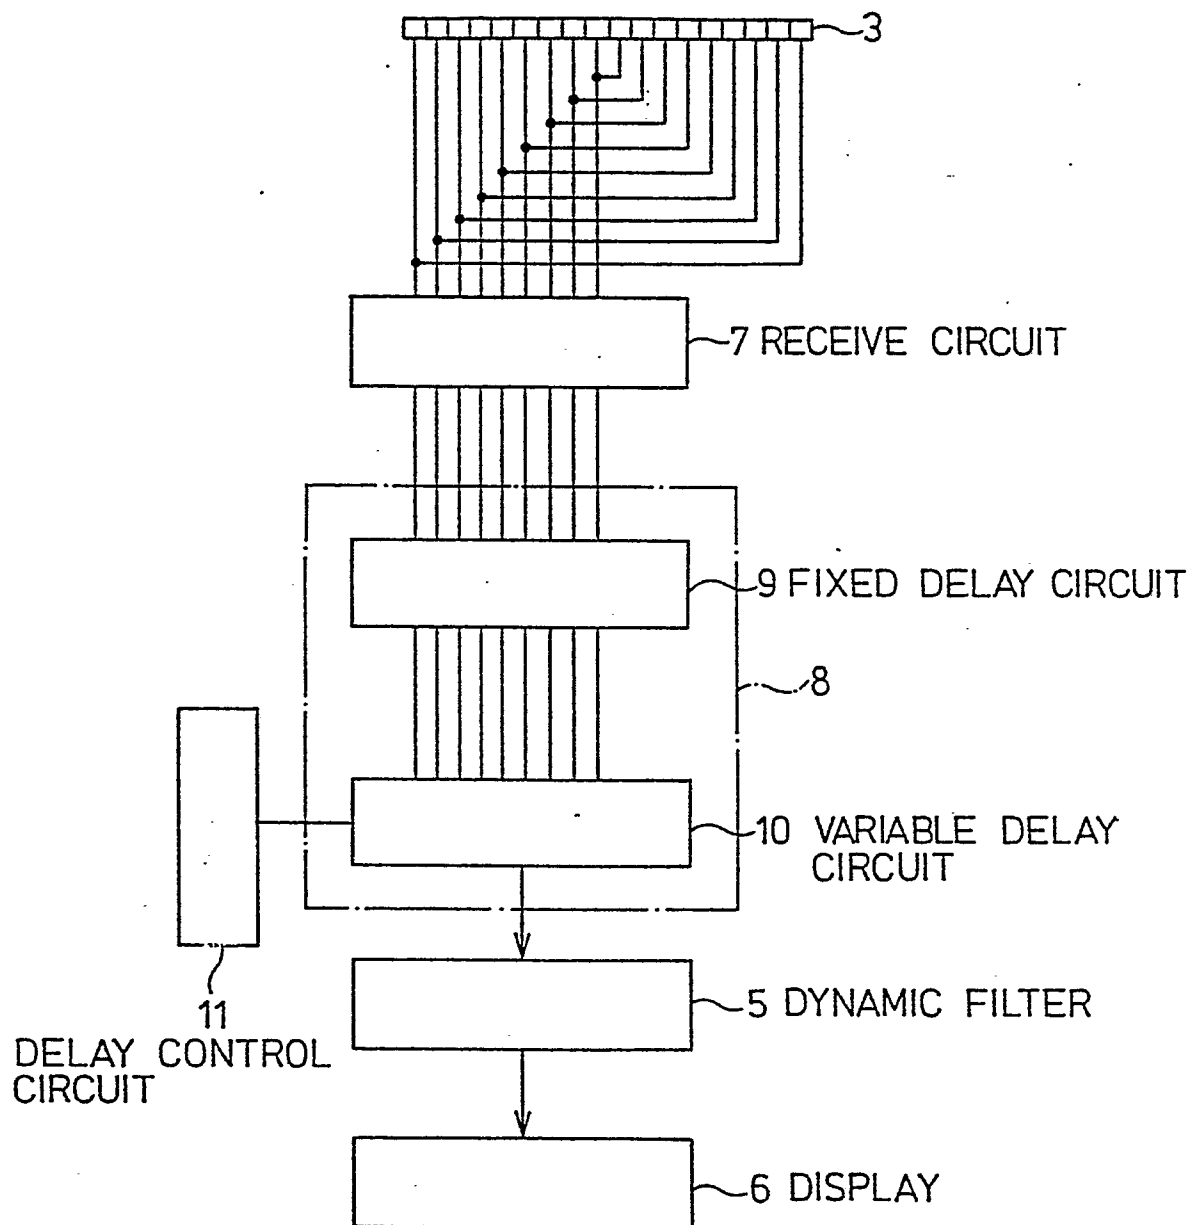 3
7 RECEIVE CIRCUIT
9 FIXED DELAY CIRCUIT
8
10 VARIABLE DELAY
CIRCUIT
11
DELAY CONTROL
CIRCUIT
5 DYNAMIC FILTER
6 DISPLAY